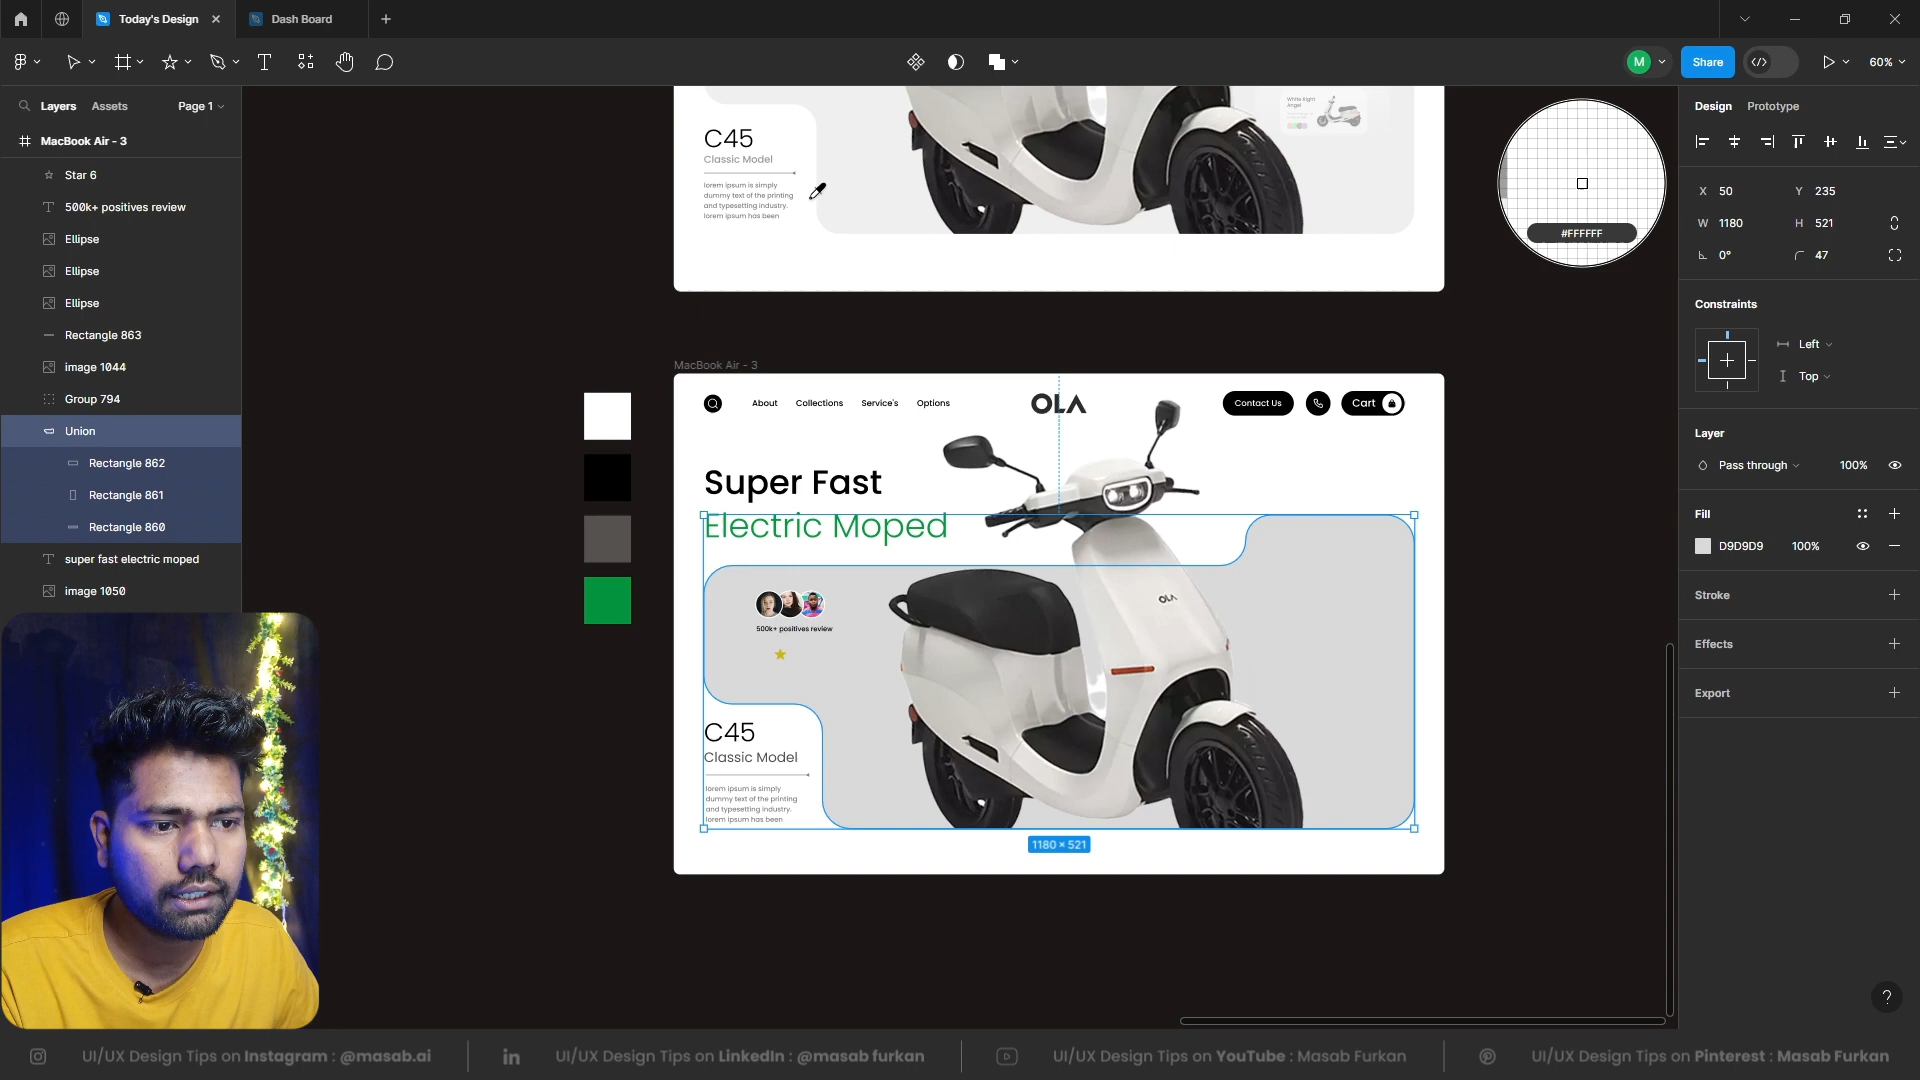 Today's Design
Dash Board
M
Share
60%
Layers
Assets
Page 1
MacBook Air - 3
Star 6
500k+ positives review
Ellipse
Ellipse
Ellipse
Rectangle 863
image 1044
Group 794
Union
Rectangle 862
Rectangle 861
Rectangle 860
super fast electric moped
image 1050
C45
Classic Model
lorem ipsum is simply
dummy text of the printing
and typesetting industry.
lorem ipsum has been
White Right
Angel
#FFFFFF
MacBook Air - 3
About
Collections
Service's
Options
OLA
Contact Us
Cart
Super Fast
Electric Moped
500k+ positives review
OLA
C45
Classic Model
lorem ipsum is simply
dummy text of the printing
and typesetting industry.
lorem ipsum has been
1180 × 521
Design
Prototype
X 50
Y 235
W 1180
H 521
0°
47
Constraints
Left
Top
Layer
Pass through
100%
Fill
D9D9D9
100%
Stroke
Effects
Export
?
UI/UX Design Tips on Instagram : @masab.ai
UI/UX Design Tips on LinkedIn : @masab furkan
UI/UX Design Tips on YouTube : Masab Furkan
UI/UX Design Tips on Pinterest : Masab Furkan